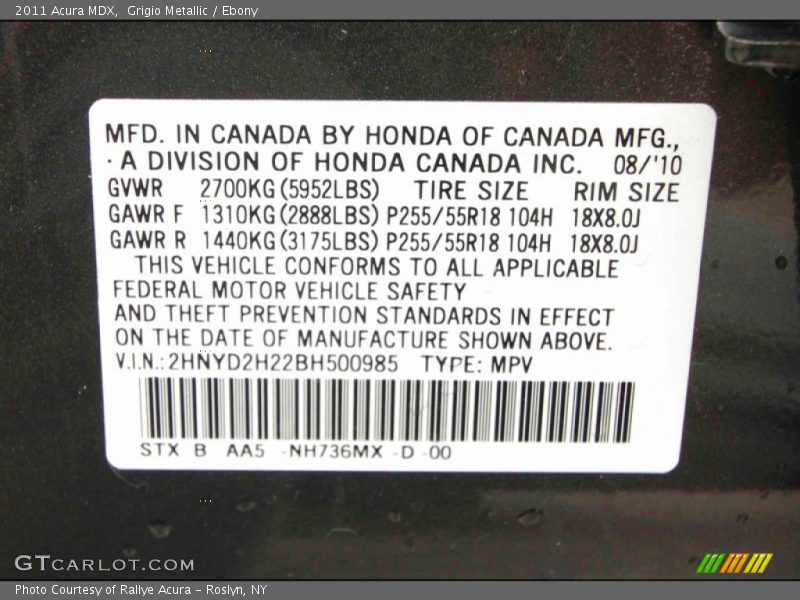 2011 Acura MDX,  Grigio Metallic / Ebony
MFD. IN CANADA BY HONDA OF CANADA MFG.,
· A DIVISION OF HONDA CANADA INC.   08/'10
GVWR   2700KG(5952LBS)   TIRE SIZE   RIM SIZE
GAWR F 1310KG(2888LBS) P255/55R18 104H 18X8.0J
GAWR R 1440KG(3175LBS) P255/55R18 104H 18X8.0J
THIS VEHICLE CONFORMS TO ALL APPLICABLE
FEDERAL MOTOR VEHICLE SAFETY
AND THEFT PREVENTION STANDARDS IN EFFECT
ON THE DATE OF MANUFACTURE SHOWN ABOVE.
V.I.N.:2HNYD2H22BH500985   TYPE: MPV
STX B AA5 -NH736MX -D -00
GTCARLOT.COM
Photo Courtesy of Rallye Acura – Roslyn, NY